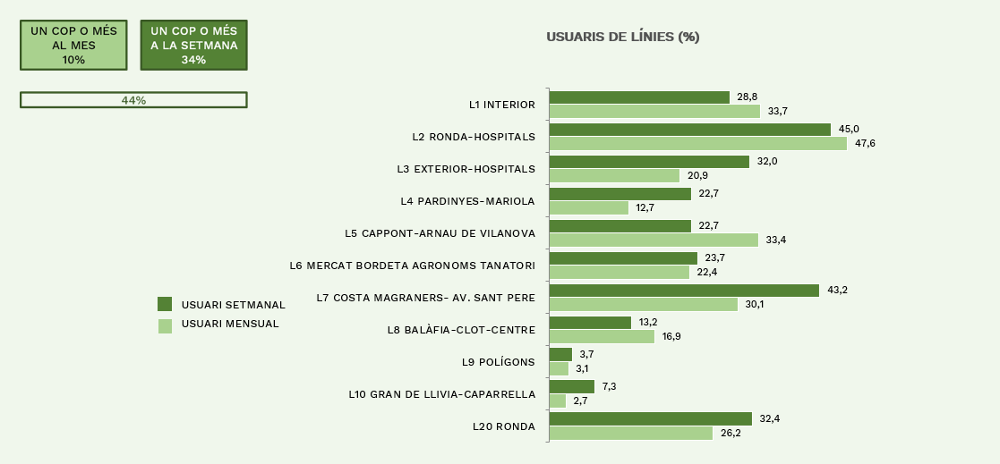 UN COP O MÉS
AL MES
10%
UN COP O MÉS
A LA SETMANA
34%
44%
USUARIS DE LÍNIES (%)
L1 INTERIOR
28,8
33,7
L2 RONDA-HOSPITALS
45,0
47,6
L3 EXTERIOR-HOSPITALS
32,0
20,9
L4 PARDINYES-MARIOLA
22,7
12,7
L5 CAPPONT-ARNAU DE VILANOVA
22,7
33,4
L6 MERCAT BORDETA AGRONOMS TANATORI
23,7
22,4
L7 COSTA MAGRANERS- AV. SANT PERE
43,2
30,1
L8 BALÀFIA-CLOT-CENTRE
13,2
16,9
L9 POLÍGONS
3,7
3,1
L10 GRAN DE LLIVIA-CAPARRELLA
7,3
2,7
L20 RONDA
32,4
26,2
USUARI SETMANAL
USUARI MENSUAL